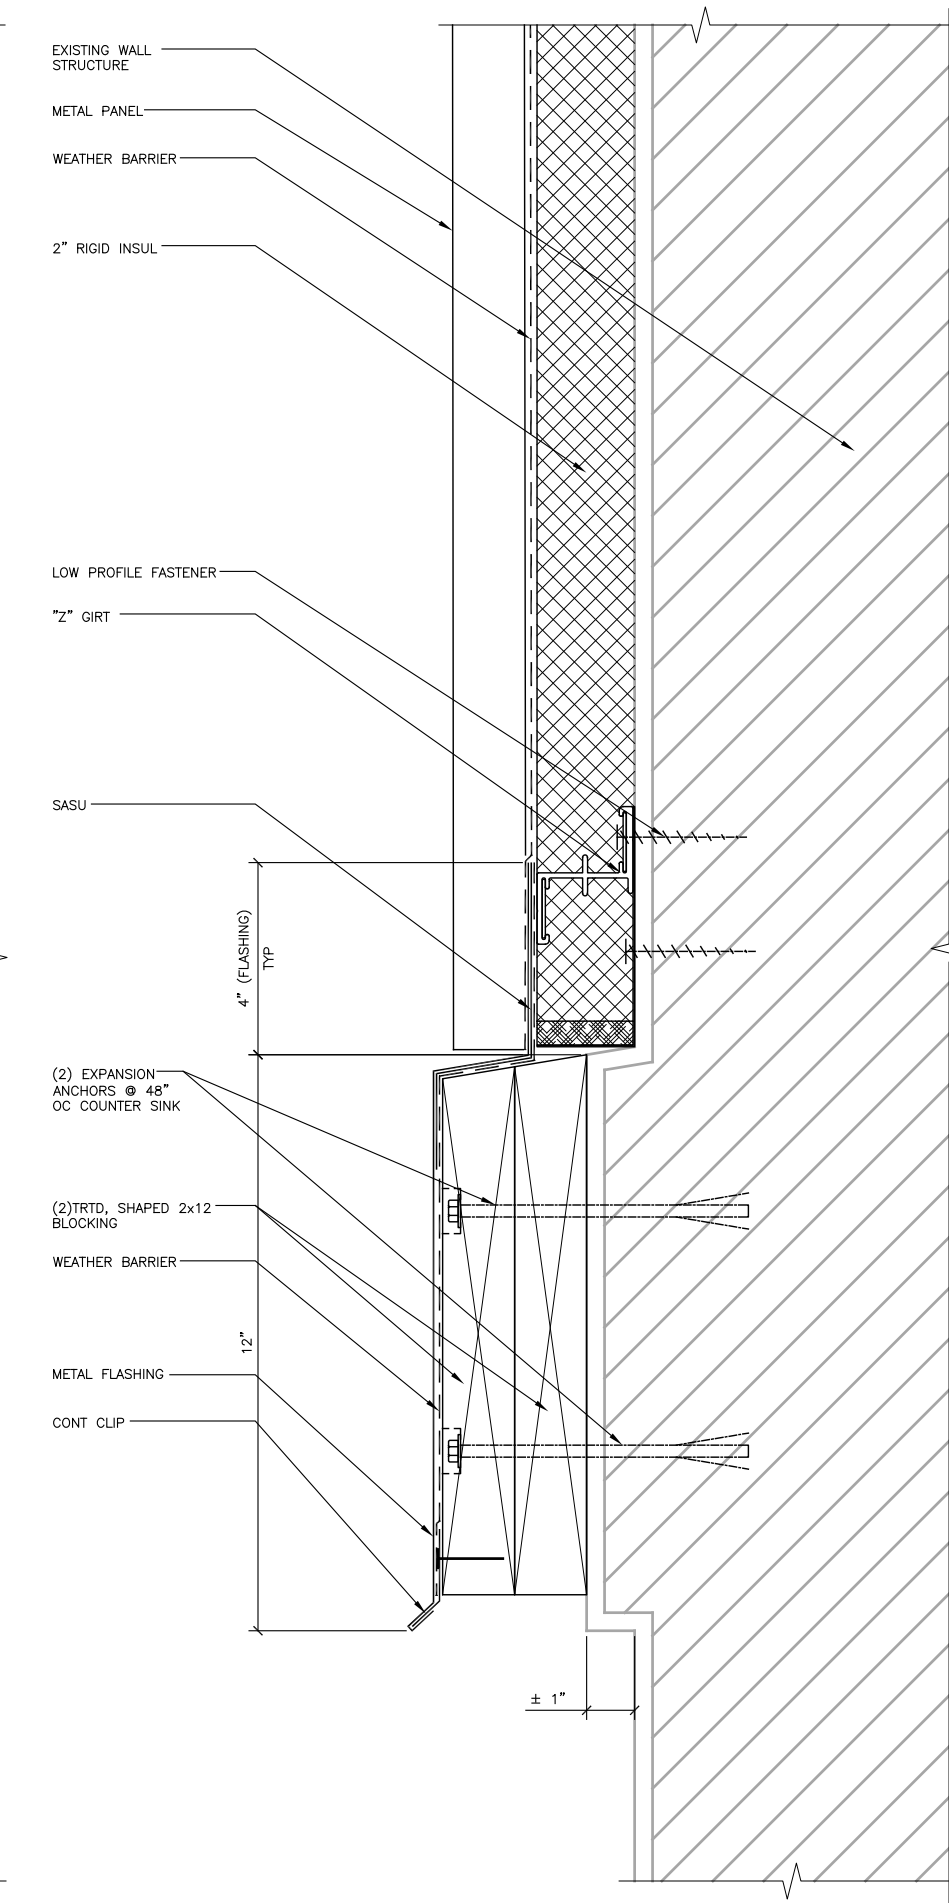 EXISTING WALL
STRUCTURE
METAL PANEL
WEATHER BARRIER
2" RIGID INSUL
LOW PROFILE FASTENER
"Z" GIRT
SASU
4" (FLASHING)
TYP
(2) EXPANSION
ANCHORS @ 48"
OC COUNTER SINK
(2)TRTD, SHAPED 2x12
BLOCKING
WEATHER BARRIER
12"
METAL FLASHING
CONT CLIP
± 1"